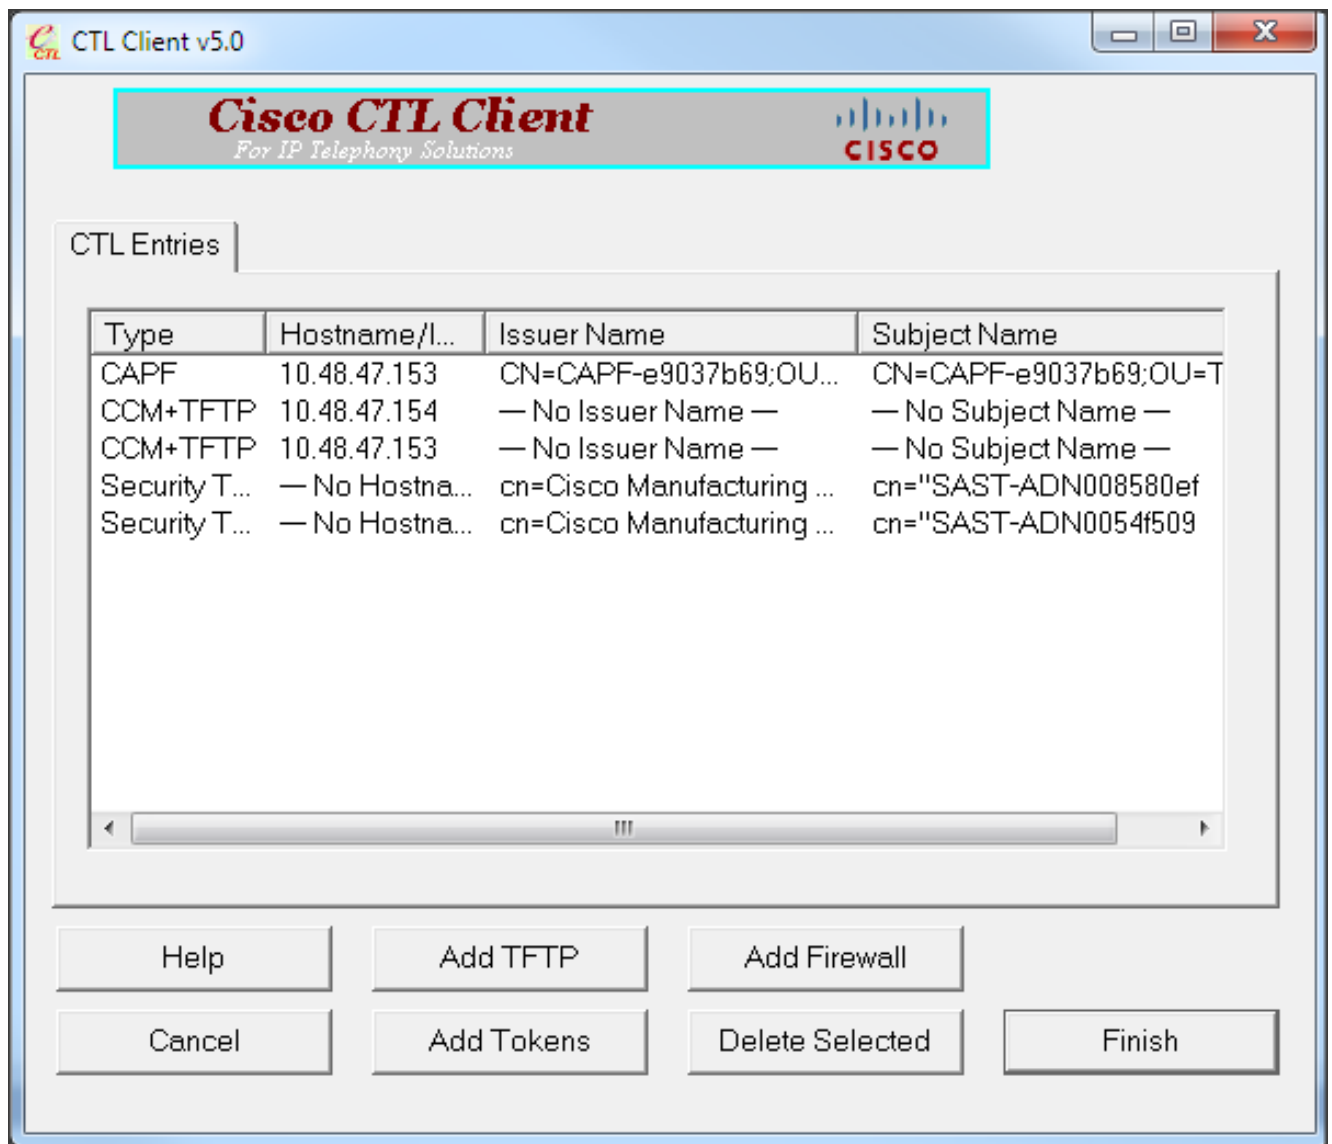 CTL Client v5.0
Cisco CTL Client
For IP Telephony Solutions
CISCO
CTL Entries
Type Hostname/I... Issuer Name Subject Name
CAPF 10.48.47.153 CN=CAPF-e9037b69;OU... CN=CAPF-e9037b69;OU=T
CCM+TFTP 10.48.47.154 — No Issuer Name — — No Subject Name —
CCM+TFTP 10.48.47.153 — No Issuer Name — — No Subject Name —
Security T... — No Hostna... cn=Cisco Manufacturing ... cn="SAST-ADN008580ef
Security T... — No Hostna... cn=Cisco Manufacturing ... cn="SAST-ADN0054f509
Help Add TFTP Add Firewall
Cancel Add Tokens Delete Selected Finish